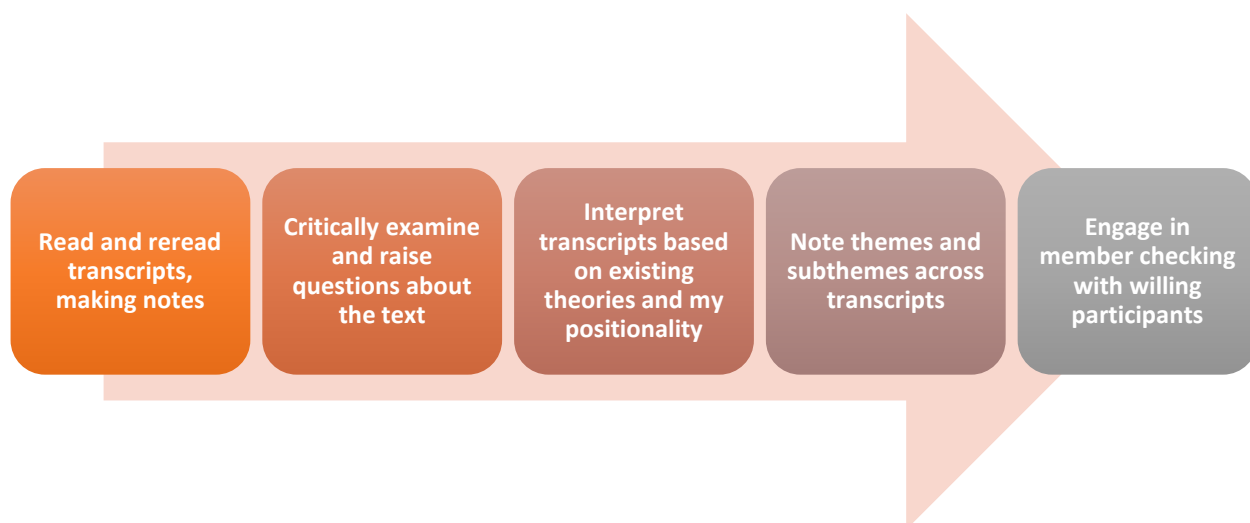 Read and reread
transcripts,
making notes
Critically examine
and raise
questions about
the text
Interpret
transcripts based
on existing
theories and my
positionality
Note themes and
subthemes across
transcripts
Engage in
member checking
with willing
participants